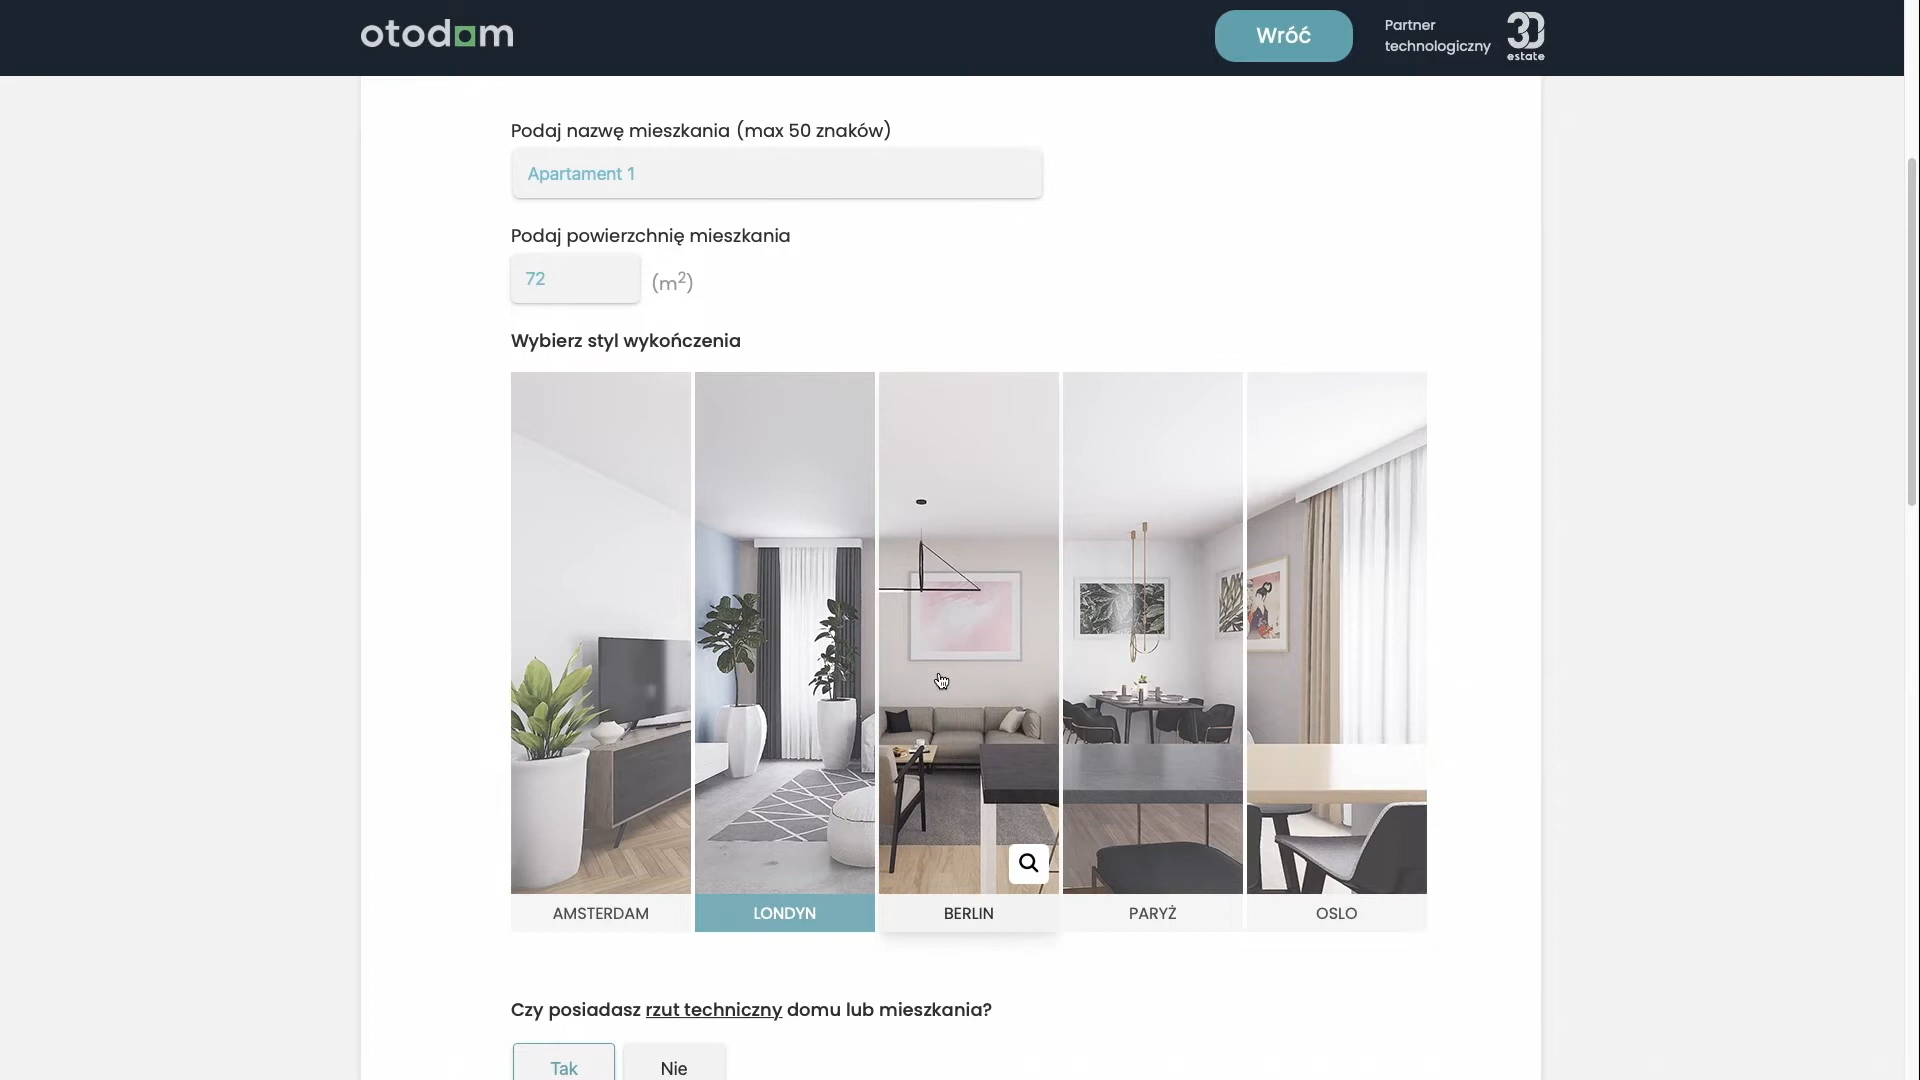 otodom
Wróć
Partner
technologiczny
3D
estate
Podaj nazwę mieszkania (max 50 znaków)
Apartament 1
Podaj powierzchnię mieszkania
72 (m²)
Wybierz styl wykończenia
AMSTERDAM LONDYN BERLIN PARYŻ OSLO
Czy posiadasz rzut techniczny domu lub mieszkania?
Tak Nie